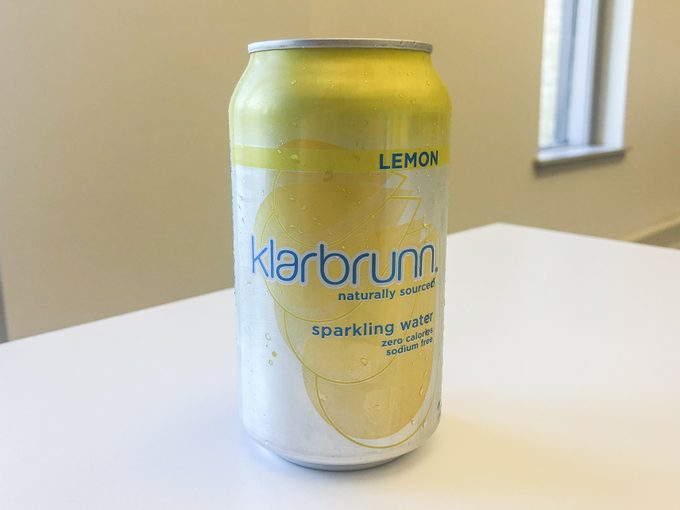 LEMON
klarbrunn.
naturally sourced
sparkling water
zero calories
sodium free